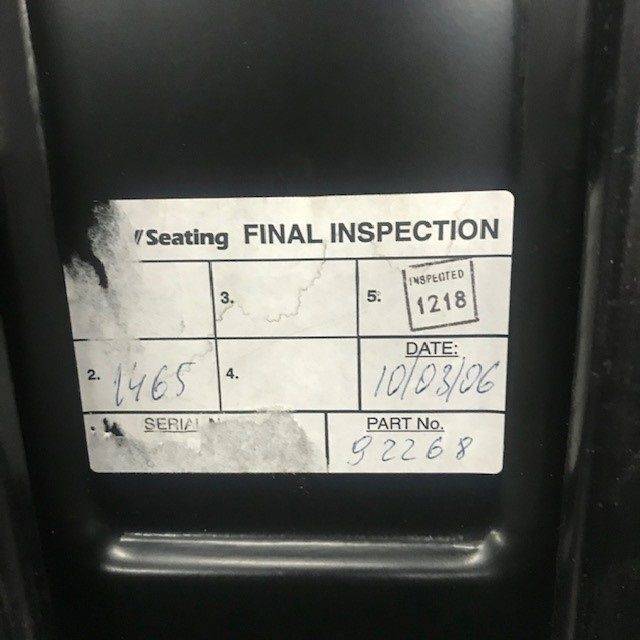 Seating FINAL INSPECTION
3.
5. INSPECTED
1218
2. 1465
4.
DATE:
10/03/06
SERIAL
PART No.
92268